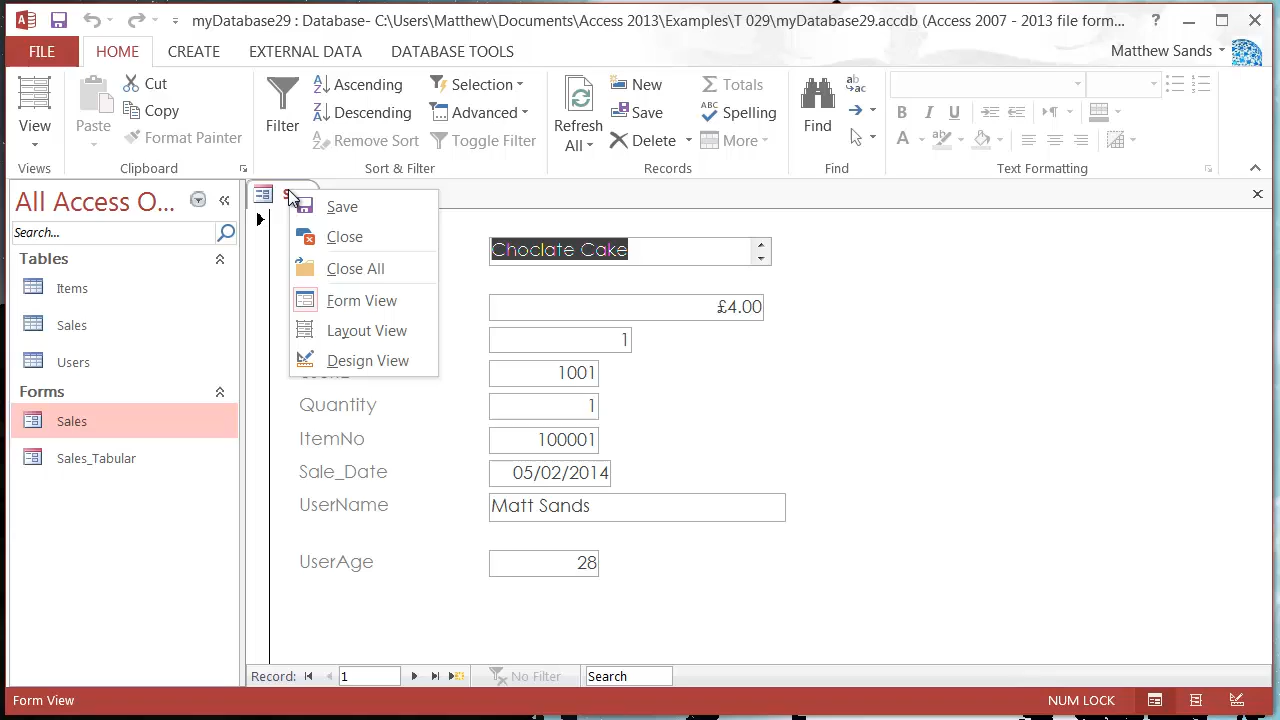 myDatabase29 : Database- C:\Users\Matthew\Documents\Access 2013\Examples\T 029\myDatabase29.accdb (Access 2007 - 2013 file form... ?
FILE HOME CREATE EXTERNAL DATA DATABASE TOOLS Matthew Sands
Cut Ascending Selection New Totals
Copy Descending Advanced Save Spelling
View Paste Format Painter Filter Remove Sort Toggle Filter Refresh All Delete More Find
Views Clipboard Sort & Filter Records Find Text Formatting
All Access O...
Search...
Tables
Items
Sales
Users
Forms
Sales
Sales_Tabular
Save
Close
Close All
Form View
Layout View
Design View
Choclate Cake
£4.00
1
1001
Quantity 1
ItemNo 100001
Sale_Date 05/02/2014
UserName Matt Sands
UserAge 28
Record: 1 No Filter Search
Form View NUM LOCK